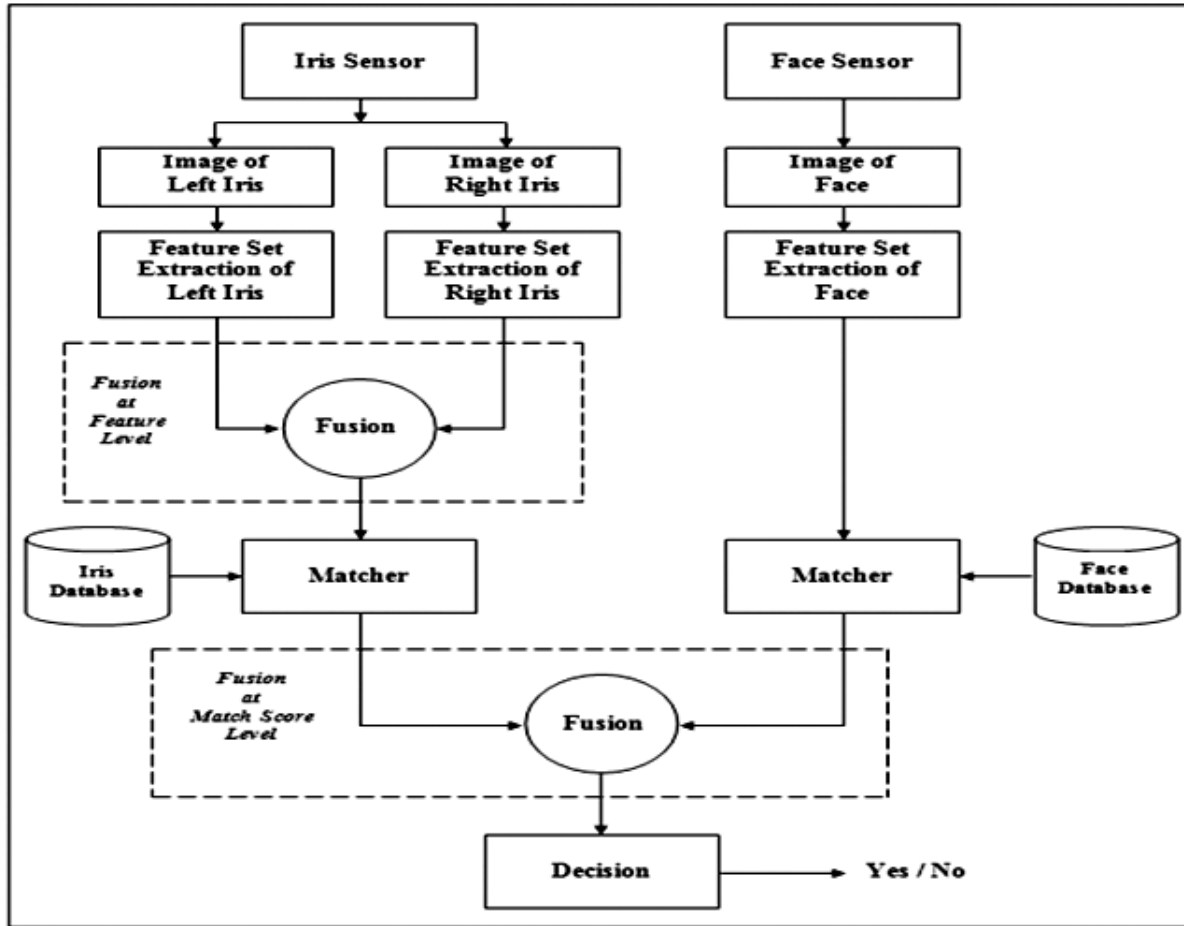 Iris Sensor
Face Sensor
Image of
Left Iris
Image of
Right Iris
Image of
Face
Feature Set
Extraction of
Left Iris
Feature Set
Extraction of
Right Iris
Feature Set
Extraction of
Face
Fusion
at
Feature
Level
Fusion
Iris
Database
Matcher
Matcher
Face
Database
Fusion
at
Match Score
Level
Fusion
Decision
Yes / No